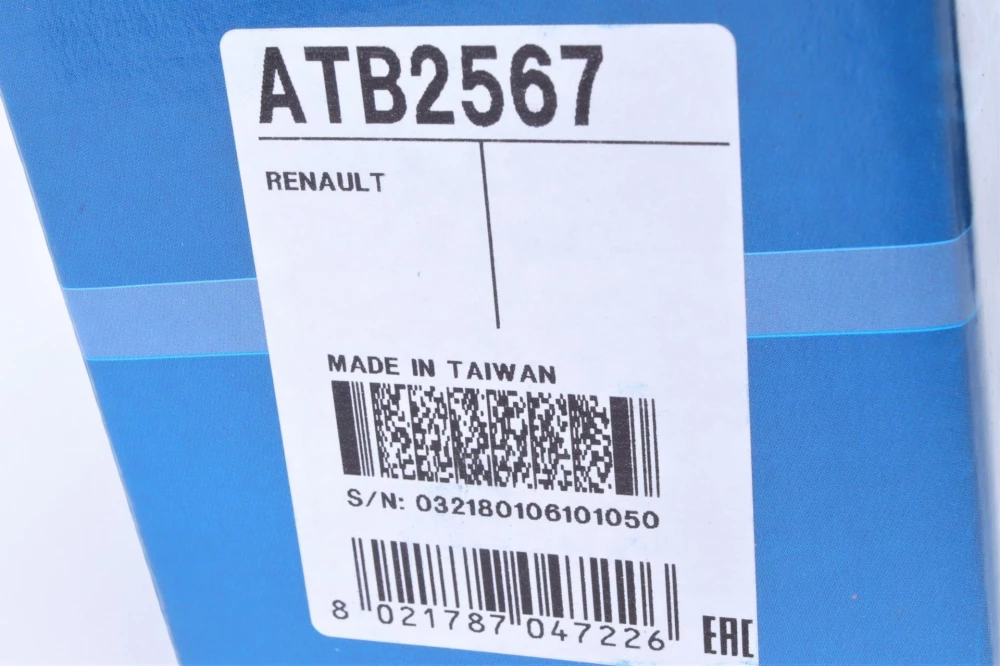 ATB2567
RENAULT
MADE IN TAIWAN
S/N: 032180106101050
8 021787 047226
EAC